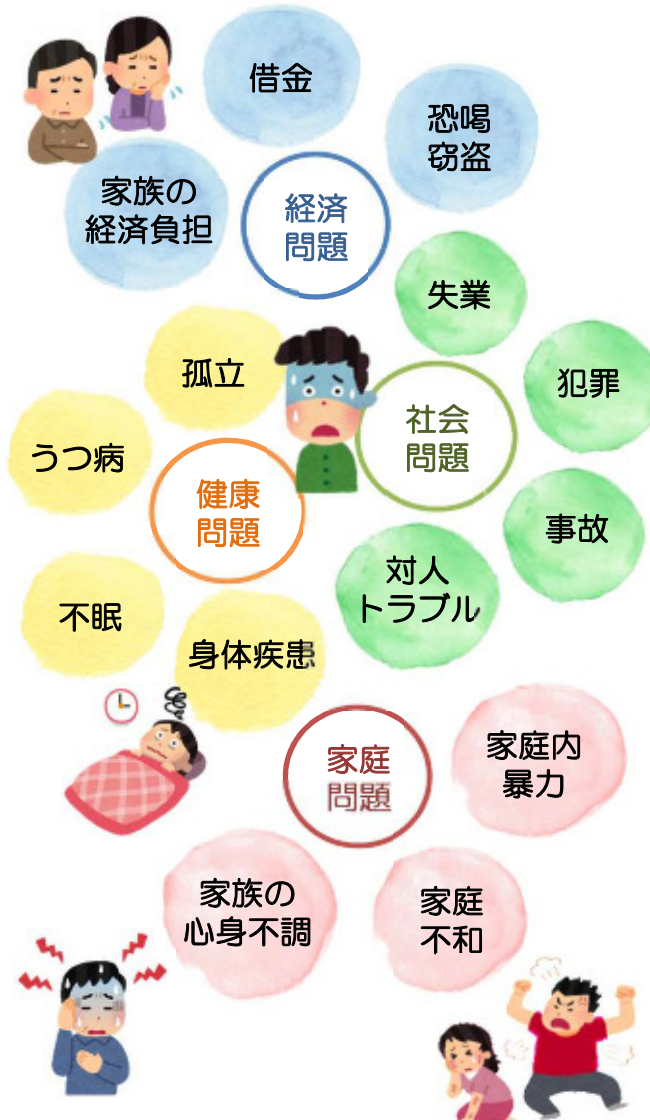 借金
恐喝
窃盗
家族の
経済負担
経済
問題
失業
孤立
犯罪
社会
問題
うつ病
健康
問題
事故
対人
トラブル
不眠
身体疾患
家庭
問題
家庭内
暴力
家族の
心身不調
家庭
不和